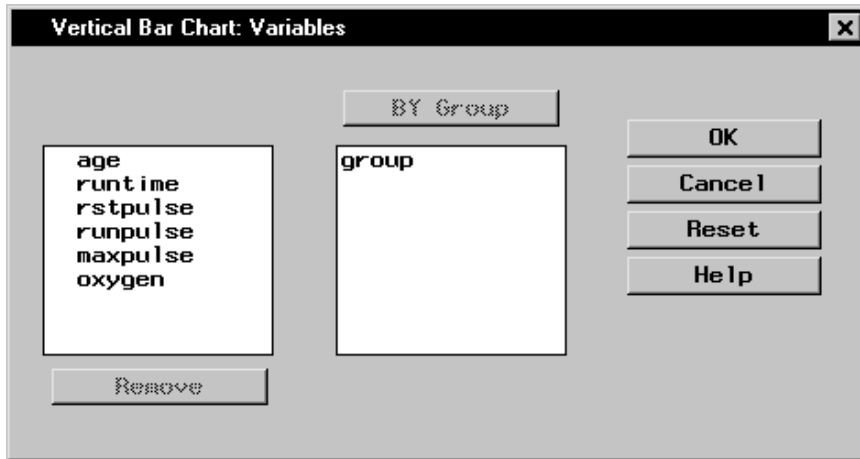 Vertical Bar Chart: Variables
BY Group
age
runtime
rstpulse
runpulse
maxpulse
oxygen
group
OK
Cancel
Reset
Help
Remove